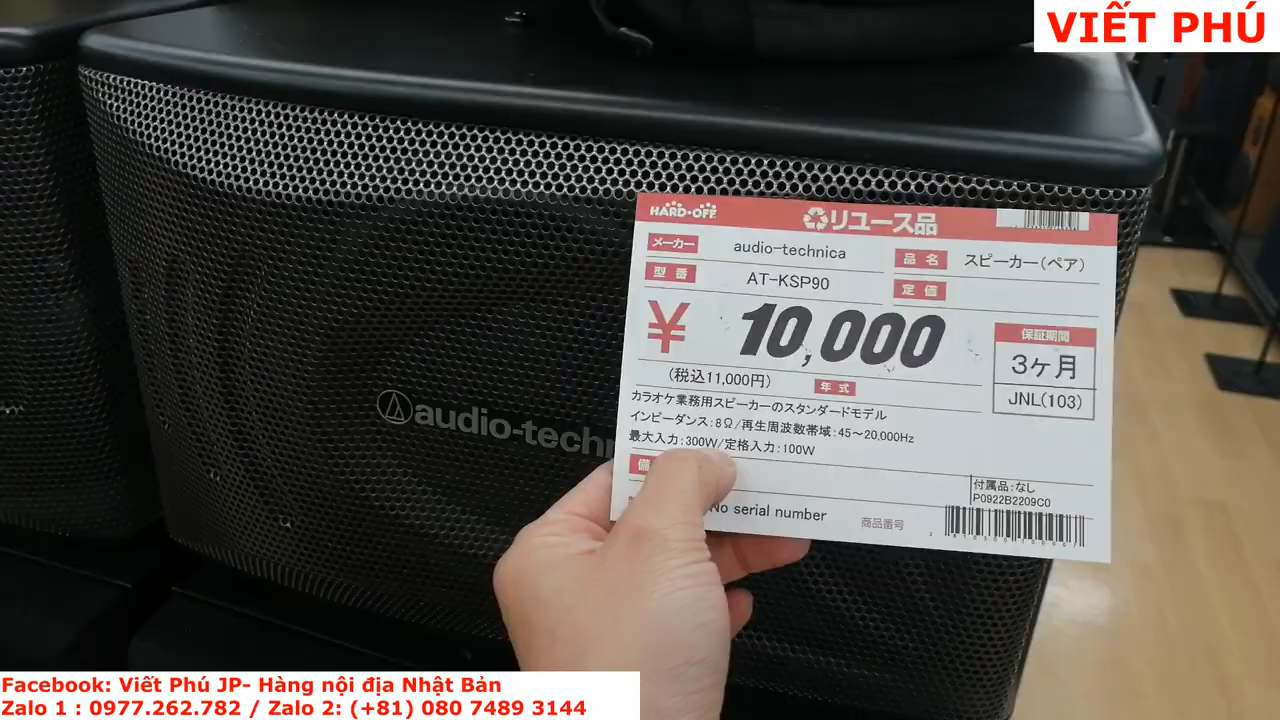 VIẾT PHÚ
HARD-OFF
リユース品
メーカー audio-technica
品名 スピーカー(ペア)
型番 AT-KSP90
定価
¥ 10,000
(税込11,000円)
年式
保証期間
3ヶ月
JNL(103)
カラオケ業務用スピーカーのスタンダードモデル
インピーダンス:8Ω/再生周波数帯域:45〜20,000Hz
最大入力:300W/定格入力:100W
備
付属品:なし
P0922B2209C0
No serial number
商品番号
audio-techn
Facebook: Viết Phú JP- Hàng nội địa Nhật Bản
Zalo 1 : 0977.262.782 / Zalo 2: (+81) 080 7489 3144